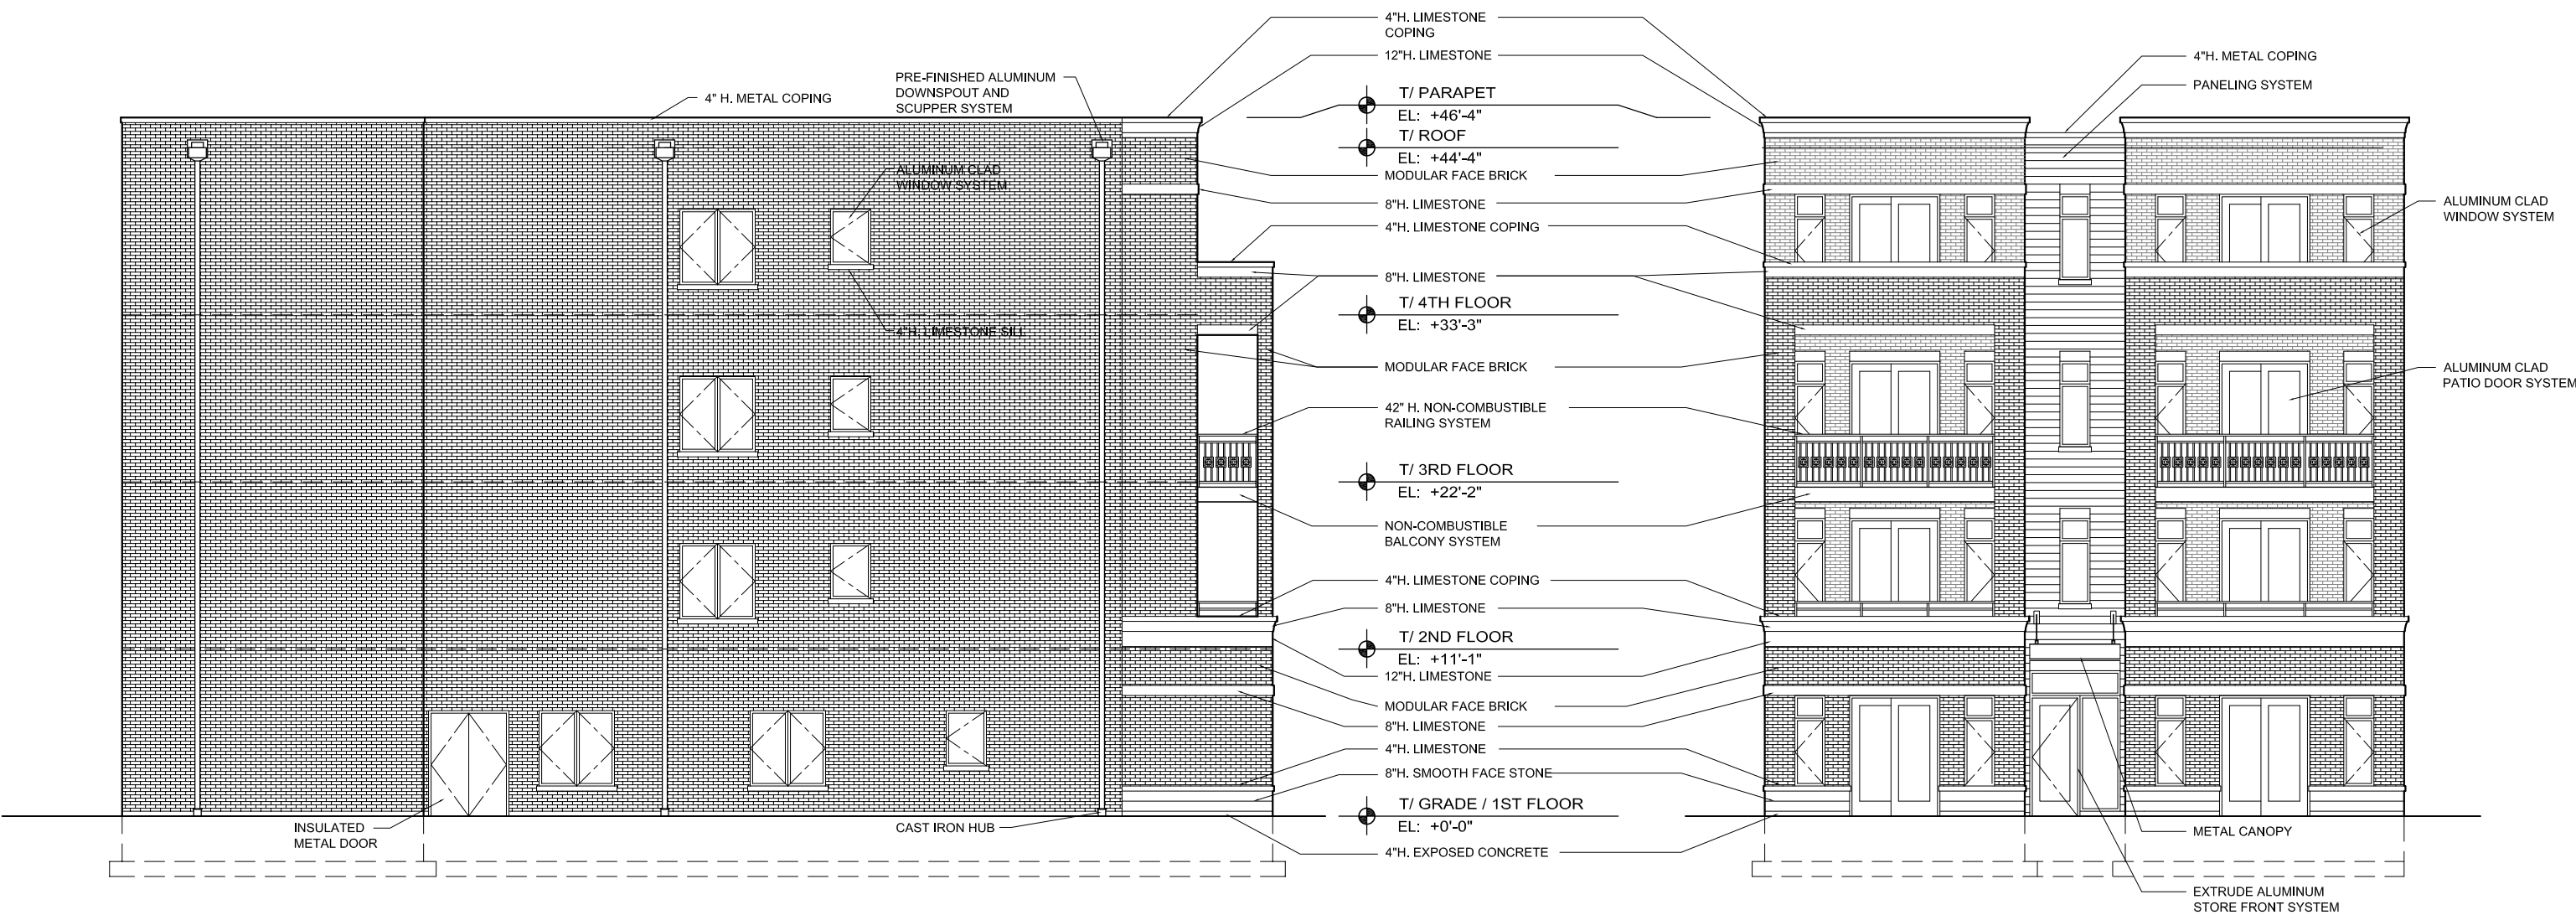 4" H. METAL COPING
PRE-FINISHED ALUMINUM
DOWNSPOUT AND
SCUPPER SYSTEM
ALUMINUM CLAD
WINDOW SYSTEM
4"H. LIMESTONE SILL
INSULATED
METAL DOOR
CAST IRON HUB
4"H. LIMESTONE
COPING
12"H. LIMESTONE
T/ PARAPET
EL: +46'-4"
T/ ROOF
EL: +44'-4"
MODULAR FACE BRICK
8"H. LIMESTONE
4"H. LIMESTONE COPING
8"H. LIMESTONE
T/ 4TH FLOOR
EL: +33'-3"
MODULAR FACE BRICK
42" H. NON-COMBUSTIBLE
RAILING SYSTEM
T/ 3RD FLOOR
EL: +22'-2"
NON-COMBUSTIBLE
BALCONY SYSTEM
4"H. LIMESTONE COPING
8"H. LIMESTONE
T/ 2ND FLOOR
EL: +11'-1"
12"H. LIMESTONE
MODULAR FACE BRICK
8"H. LIMESTONE
4"H. LIMESTONE
8"H. SMOOTH FACE STONE
T/ GRADE / 1ST FLOOR
EL: +0'-0"
4"H. EXPOSED CONCRETE
4"H. METAL COPING
PANELING SYSTEM
ALUMINUM CLAD
WINDOW SYSTEM
ALUMINUM CLAD
PATIO DOOR SYSTEM
METAL CANOPY
EXTRUDE ALUMINUM
STORE FRONT SYSTEM